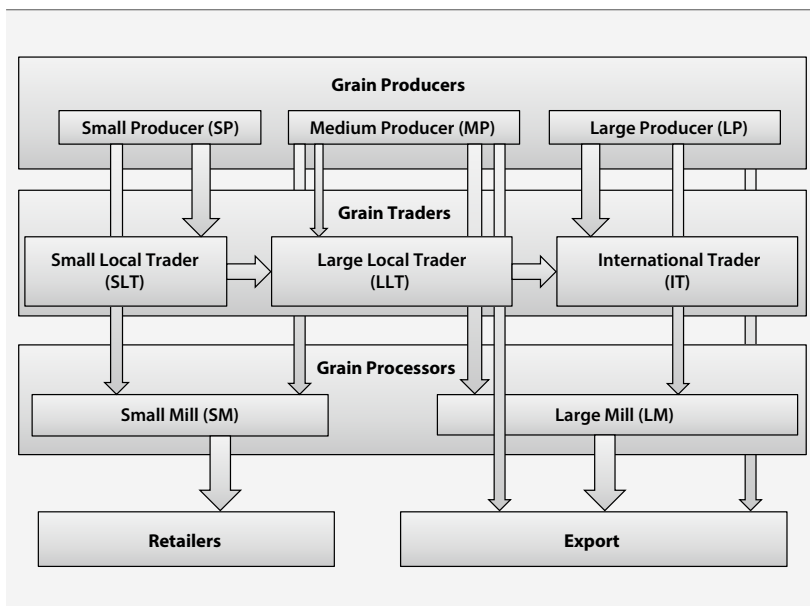 Grain Producers
Small Producer (SP)
Medium Producer (MP)
Large Producer (LP)
Grain Traders
Small Local Trader
(SLT)
Large Local Trader
(LLT)
International Trader
(IT)
Grain Processors
Small Mill (SM)
Large Mill (LM)
Retailers
Export